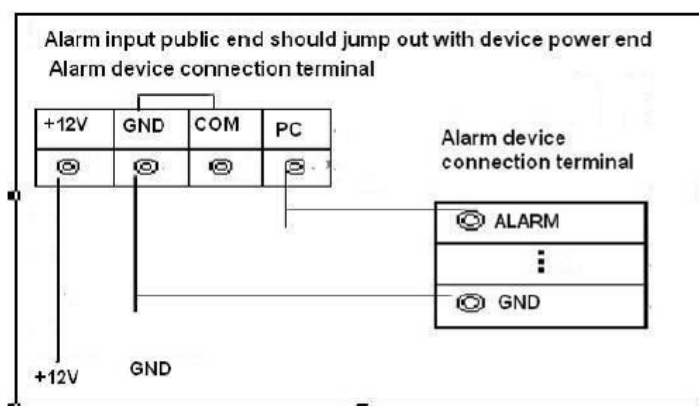 Alarm input public end should jump out with device power end
Alarm device connection terminal
+12V GND COM PC
Alarm device
connection terminal
ALARM
GND
+12V GND